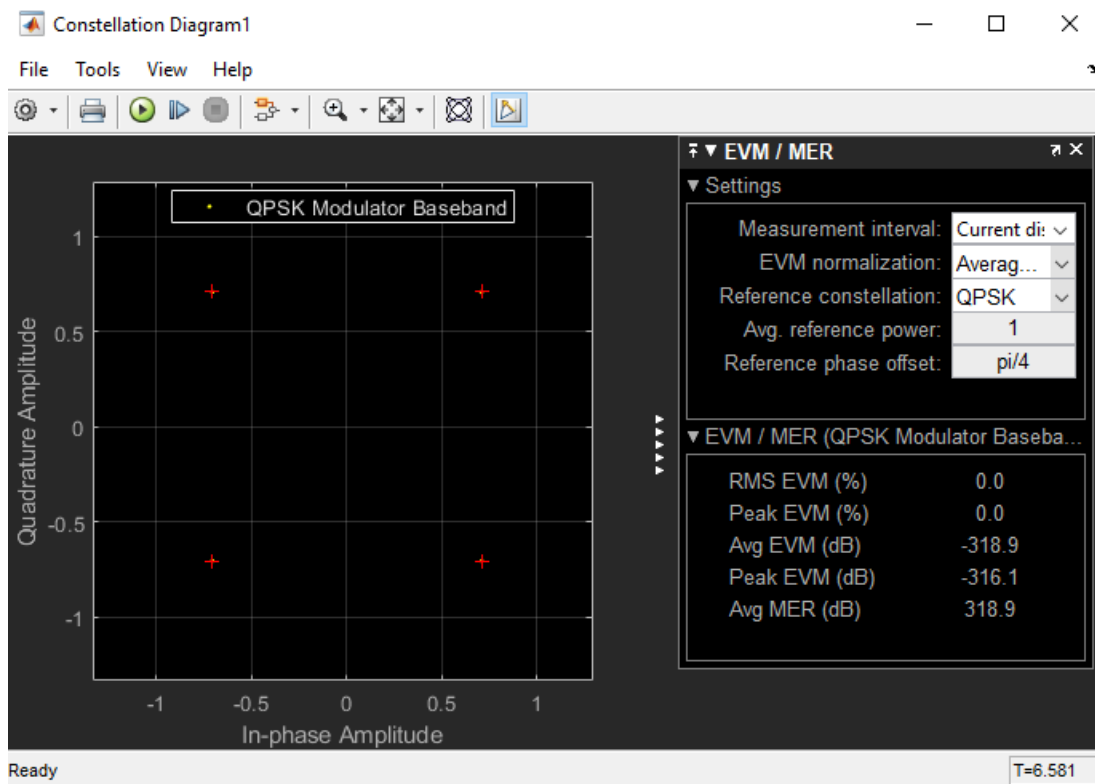 Constellation Diagram1
File Tools View Help
QPSK Modulator Baseband
1
0.5
0
-0.5
-1
Quadrature Amplitude
-1 -0.5 0 0.5 1
In-phase Amplitude
EVM / MER
Settings
Measurement interval: Current di
EVM normalization: Averag...
Reference constellation: QPSK
Avg. reference power: 1
Reference phase offset: pi/4
EVM / MER (QPSK Modulator Baseba...
RMS EVM (%) 0.0
Peak EVM (%) 0.0
Avg EVM (dB) -318.9
Peak EVM (dB) -316.1
Avg MER (dB) 318.9
Ready T=6.581